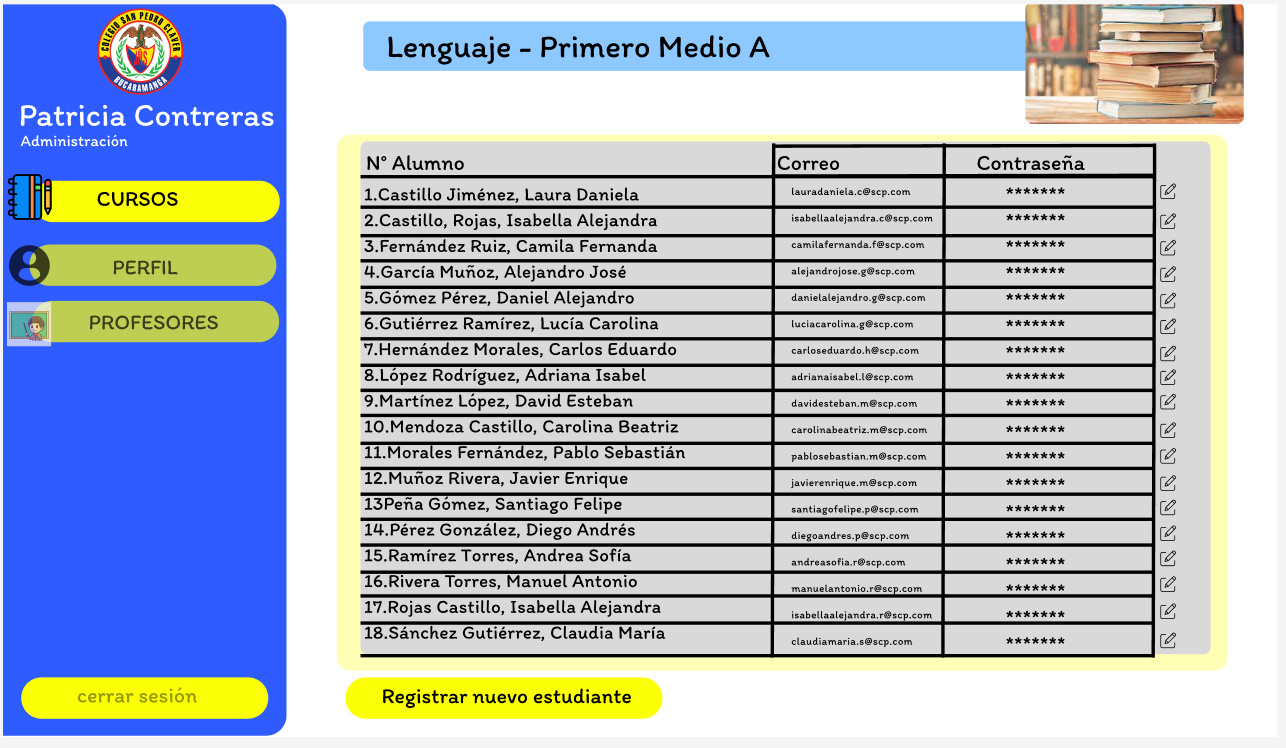 COLEGIO SAN PEDRO CLAVER
BUCARAMANGA
Patricia Contreras
Administración
CURSOS
PERFIL
PROFESORES
cerrar sesión
Lenguaje - Primero Medio A
N° Alumno Correo Contraseña
1.Castillo Jiménez, Laura Daniela lauradaniela.c@scp.com *******
2.Castillo, Rojas, Isabella Alejandra isabellaalejandra.c@scp.com *******
3.Fernández Ruiz, Camila Fernanda camilafernanda.f@scp.com *******
4.García Muñoz, Alejandro José alejandrojose.g@scp.com *******
5.Gómez Pérez, Daniel Alejandro danielalejandro.g@scp.com *******
6.Gutiérrez Ramírez, Lucía Carolina luciacarolina.g@scp.com *******
7.Hernández Morales, Carlos Eduardo carloseduardo.h@scp.com *******
8.López Rodríguez, Adriana Isabel adrianaisabel.l@scp.com *******
9.Martínez López, David Esteban davidesteban.m@scp.com *******
10.Mendoza Castillo, Carolina Beatriz carolinabeatriz.m@scp.com *******
11.Morales Fernández, Pablo Sebastián pablosebastian.m@scp.com *******
12.Muñoz Rivera, Javier Enrique javierenrique.m@scp.com *******
13Peña Gómez, Santiago Felipe santiagofelipe.p@scp.com *******
14.Pérez González, Diego Andrés diegoandres.p@scp.com *******
15.Ramírez Torres, Andrea Sofía andreasofia.r@scp.com *******
16.Rivera Torres, Manuel Antonio manuelantonio.r@scp.com *******
17.Rojas Castillo, Isabella Alejandra isabellaalejandra.r@scp.com *******
18.Sánchez Gutiérrez, Claudia María claudiamaria.s@scp.com *******
Registrar nuevo estudiante